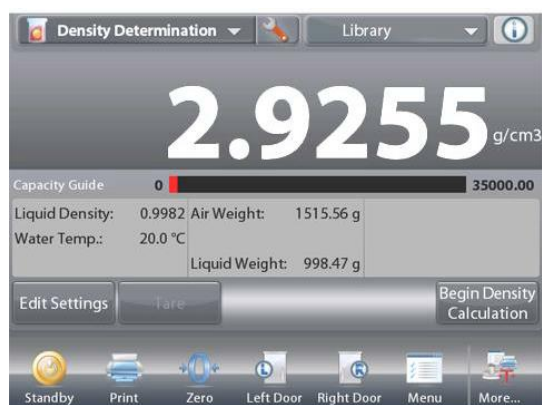 Density Determination Library
2.9255 g/cm3
Capacity Guide 0 35000.00
Liquid Density: 0.9982 Air Weight: 1515.56 g
Water Temp.: 20.0 °C
Liquid Weight: 998.47 g
Edit Settings Tare Begin Density
Calculation
Standby Print Zero Left Door Right Door Menu More...